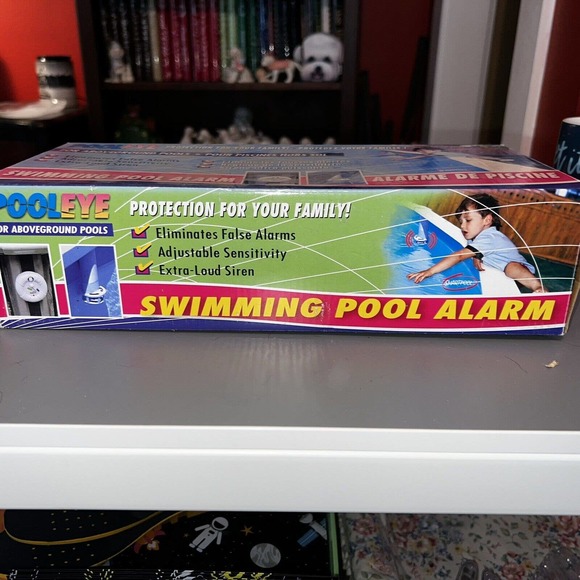 SWIMMING POOL ALARM
ALARME DE PISCINE
POOLEYE
OR ABOVEGROUND POOLS
PROTECTION FOR YOUR FAMILY!
Eliminates False Alarms
Adjustable Sensitivity
Extra-Loud Siren
SMARTPOOL
SWIMMING POOL ALARM